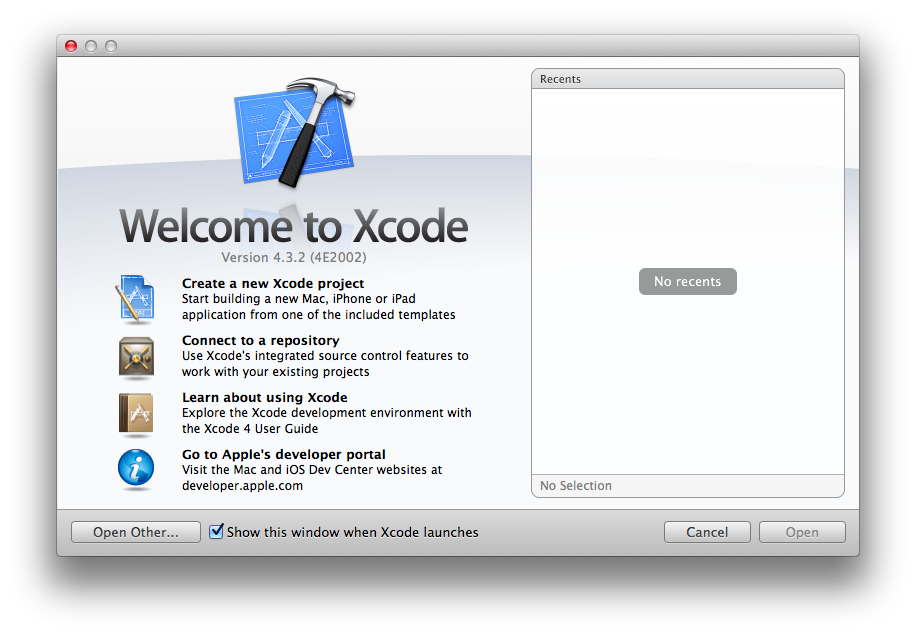 Welcome to Xcode
Version 4.3.2 (4E2002)
Create a new Xcode project
Start building a new Mac, iPhone or iPad
application from one of the included templates
Connect to a repository
Use Xcode's integrated source control features to
work with your existing projects
Learn about using Xcode
Explore the Xcode development environment with
the Xcode 4 User Guide
Go to Apple's developer portal
Visit the Mac and iOS Dev Center websites at
developer.apple.com
Recents
No recents
No Selection
Open Other...
Show this window when Xcode launches
Cancel
Open